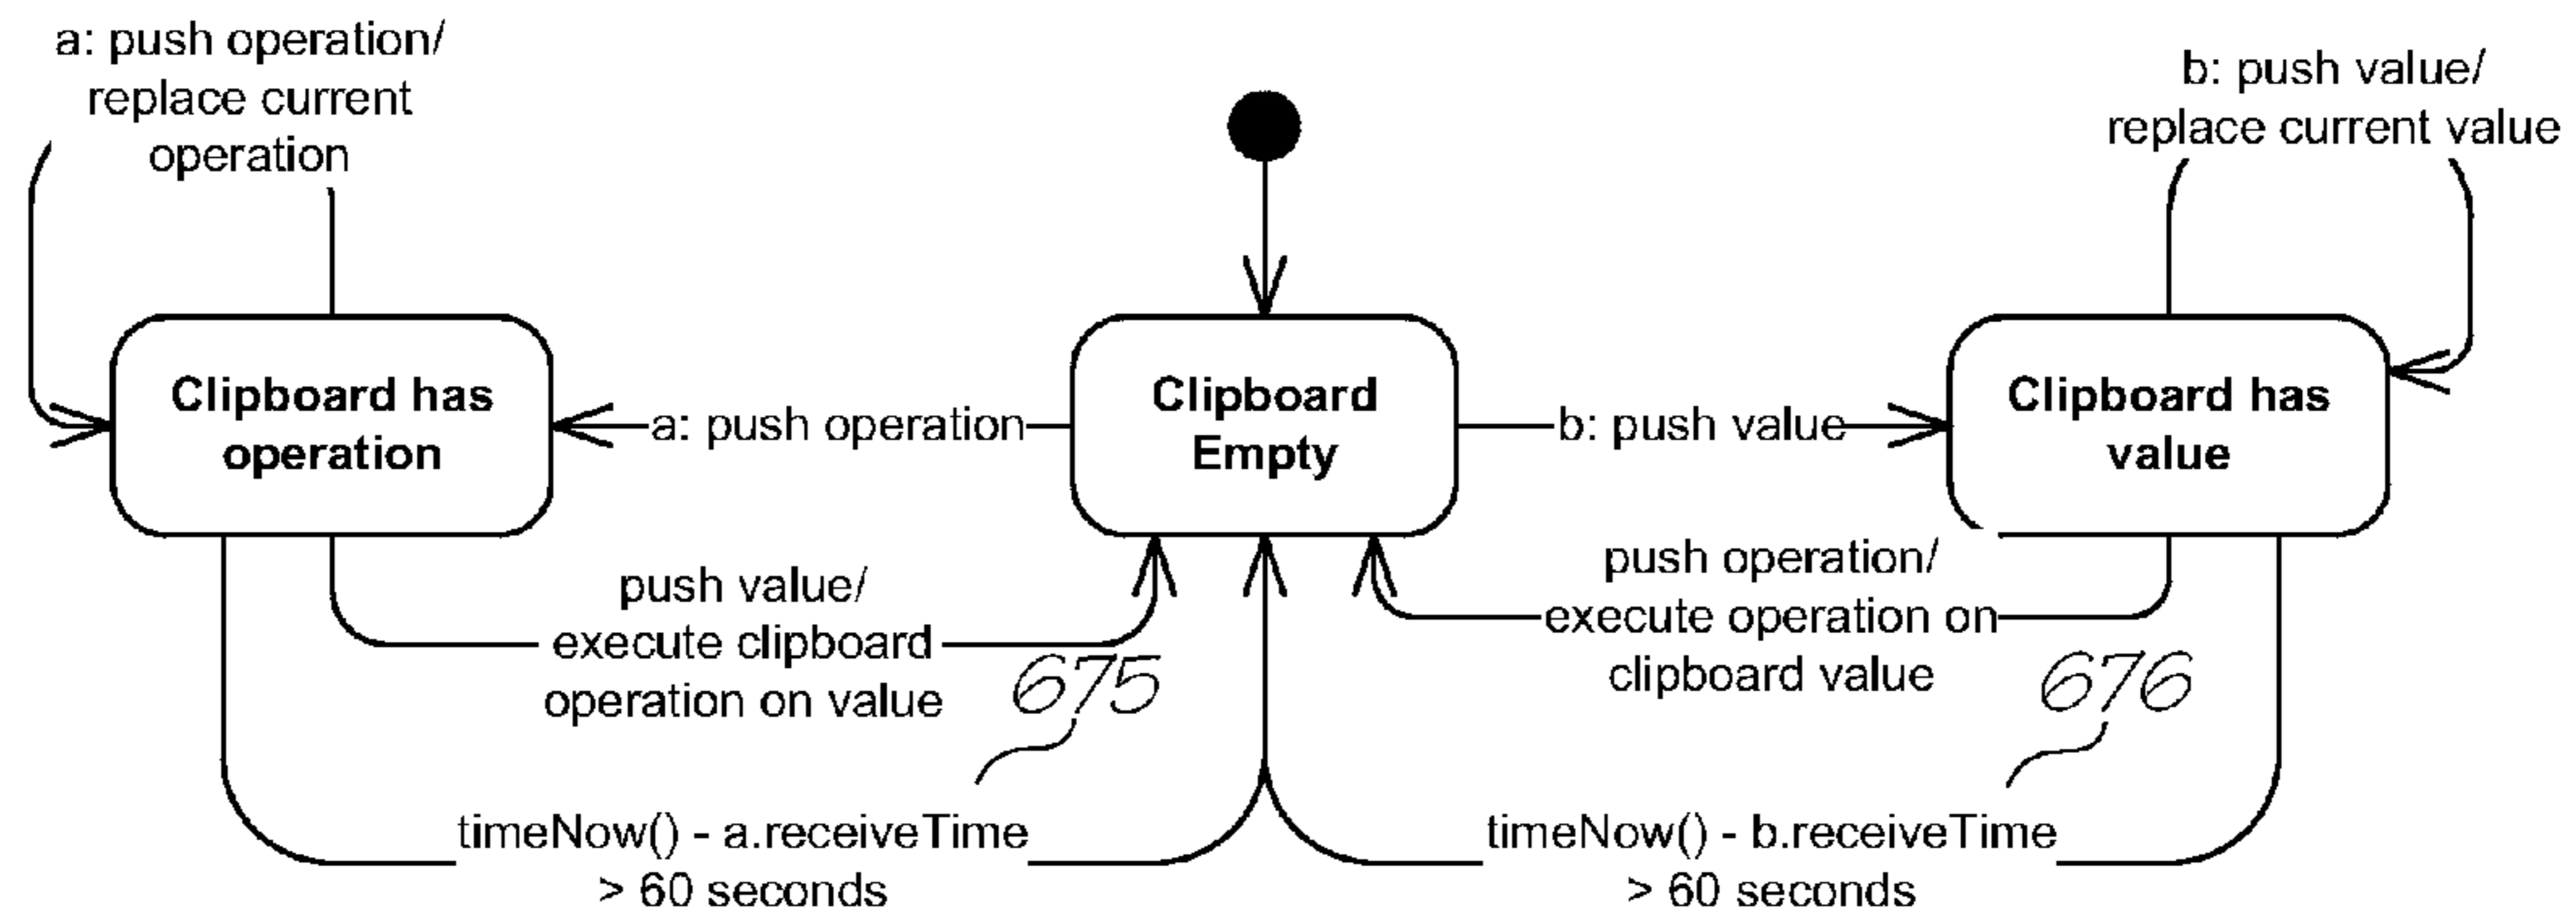 a: push operation/
replace current
operation
b: push value/
replace current value
Clipboard has
operation
a: push operation
Clipboard
Empty
b: push value
Clipboard has
value
push value/
execute clipboard
operation on value
675
push operation/
execute operation on
clipboard value
676
timeNow() - a.receiveTime
> 60 seconds
timeNow() - b.receiveTime
> 60 seconds